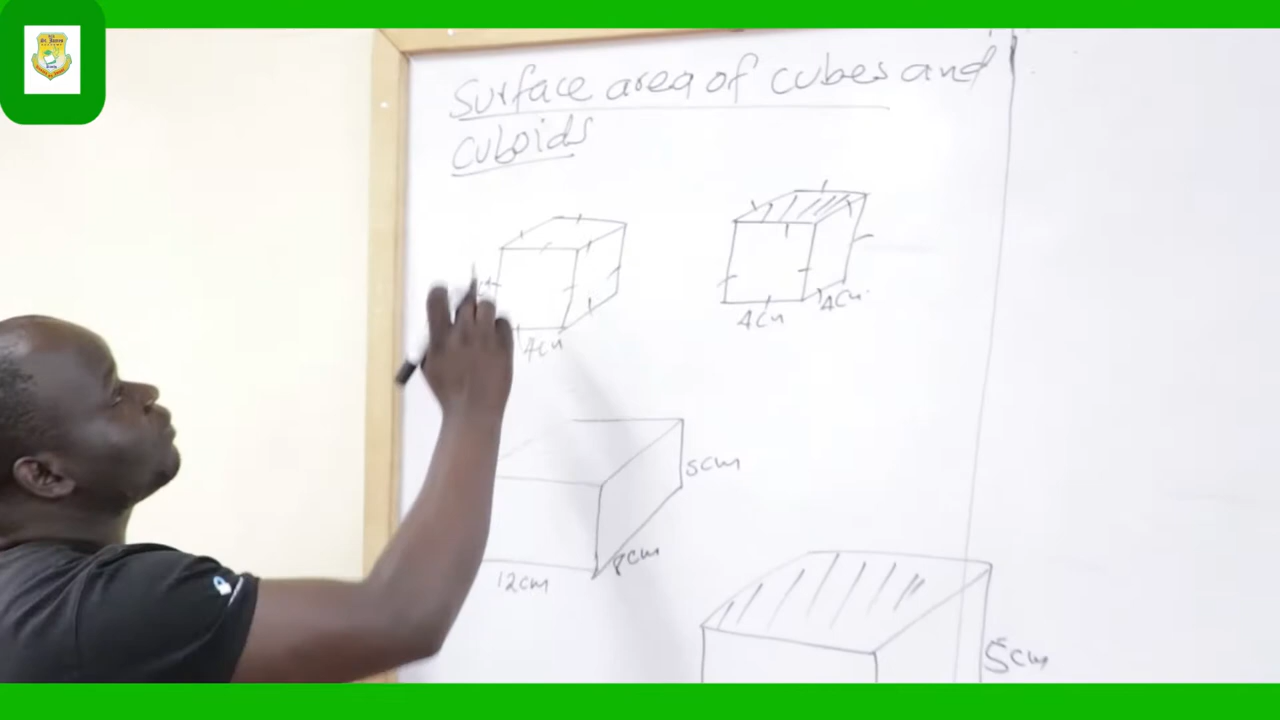 Surface area of cubes and
cuboids
4cm
4cm
4cm
5cm
8cm
12cm
5cm